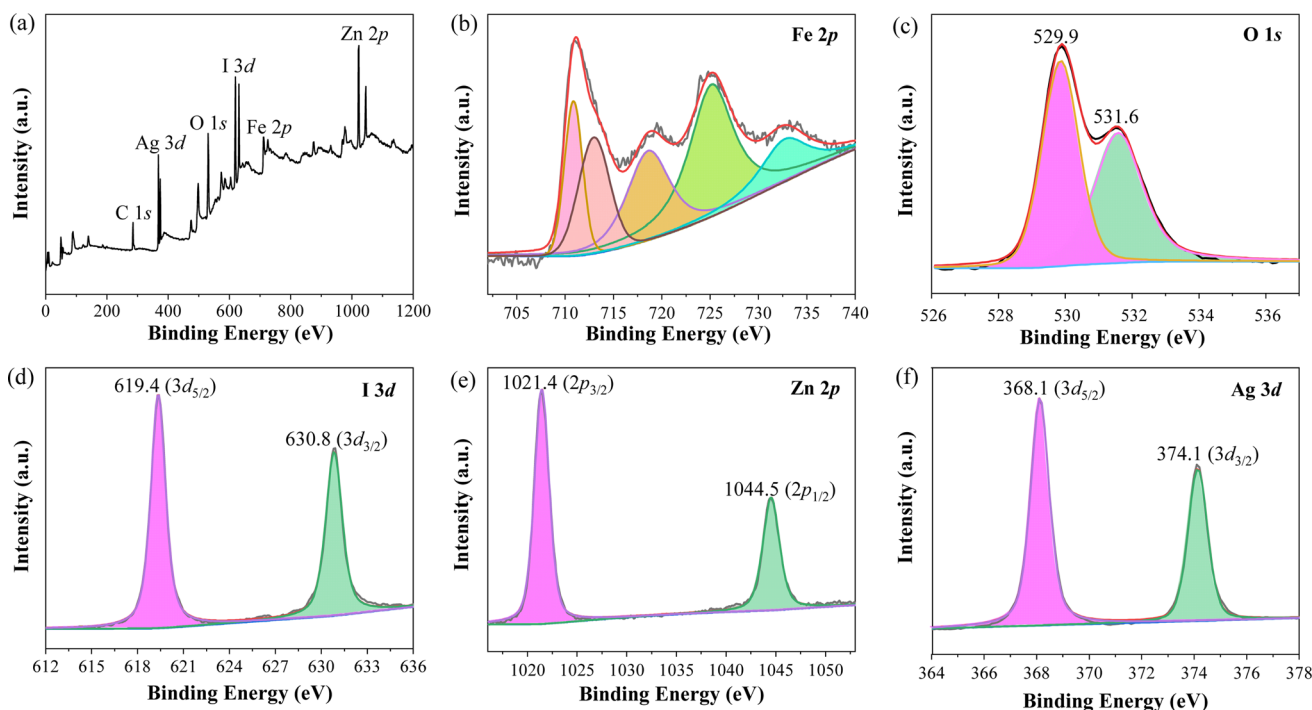 (a)
Zn 2p
I 3d
O 1s
Fe 2p
Ag 3d
C 1s
Intensity (a.u.)
0 200 400 600 800 1000 1200
Binding Energy (eV)
(b)
Fe 2p
Intensity (a.u.)
705 710 715 720 725 730 735 740
Binding Energy (eV)
(c)
529.9
O 1s
531.6
Intensity (a.u.)
526 528 530 532 534 536
Binding Energy (eV)
(d)
619.4 (3d5/2)
I 3d
630.8 (3d3/2)
Intensity (a.u.)
612 615 618 621 624 627 630 633 636
Binding Energy (eV)
(e)
1021.4 (2p3/2)
Zn 2p
1044.5 (2p1/2)
Intensity (a.u.)
1020 1025 1030 1035 1040 1045 1050
Binding Energy (eV)
(f)
368.1 (3d5/2)
Ag 3d
374.1 (3d3/2)
Intensity (a.u.)
364 366 368 370 372 374 376 378
Binding Energy (eV)